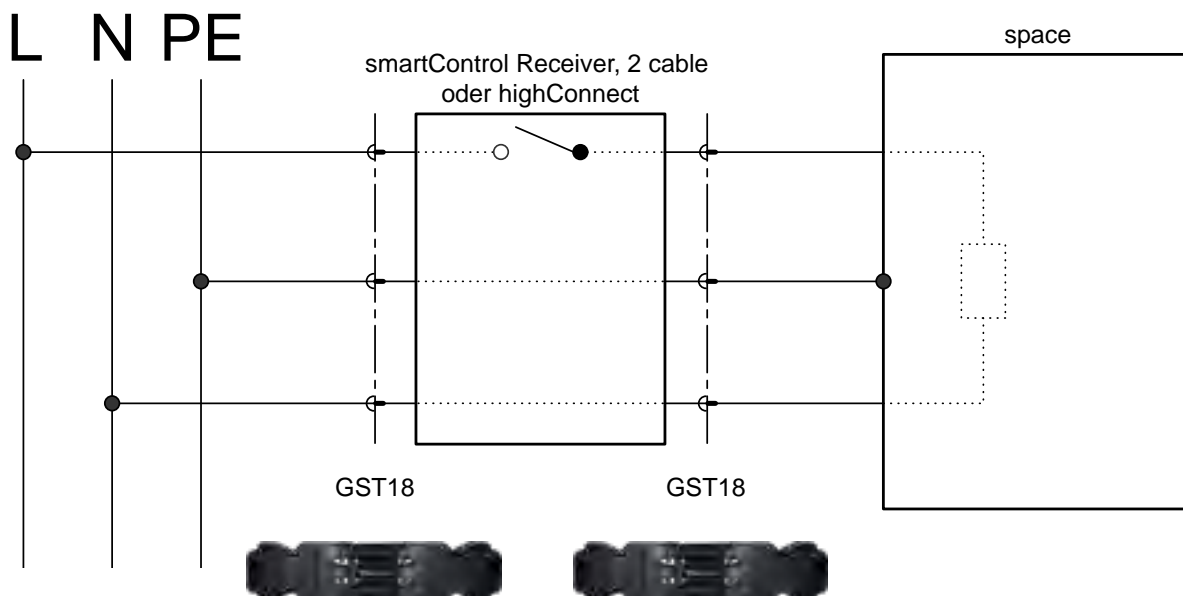 L N PE
space
smartControl Receiver, 2 cable
oder highConnect
GST18 GST18